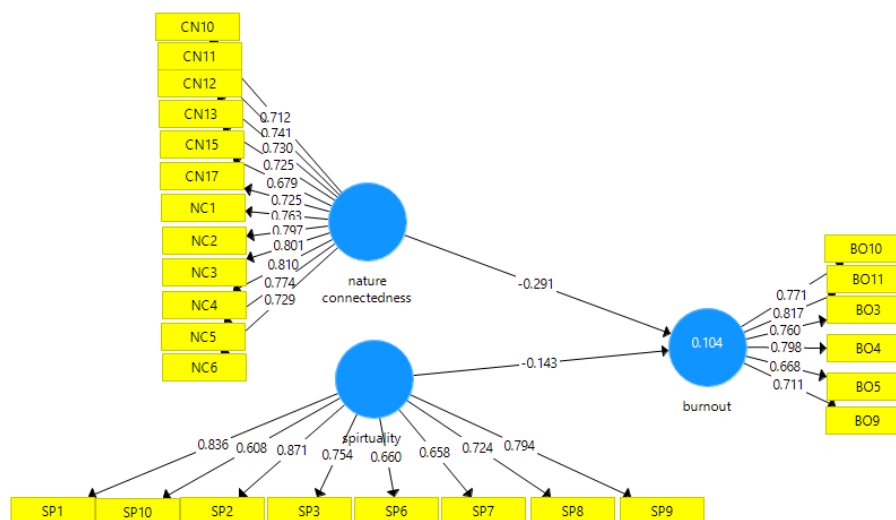 CN10
CN11
CN12
CN13
CN15
CN17
NC1
NC2
NC3
NC4
NC5
NC6
0.712
0.741
0.730
0.725
0.679
0.725
0.763
0.797
0.801
0.810
0.774
0.729
nature
connectedness
-0.291
-0.143
0.104
burnout
BO10
BO11
BO3
BO4
BO5
BO9
0.771
0.817
0.760
0.798
0.668
0.711
spirtuality
0.836
0.608
0.871
0.754
0.660
0.658
0.724
0.794
SP1
SP10
SP2
SP3
SP6
SP7
SP8
SP9